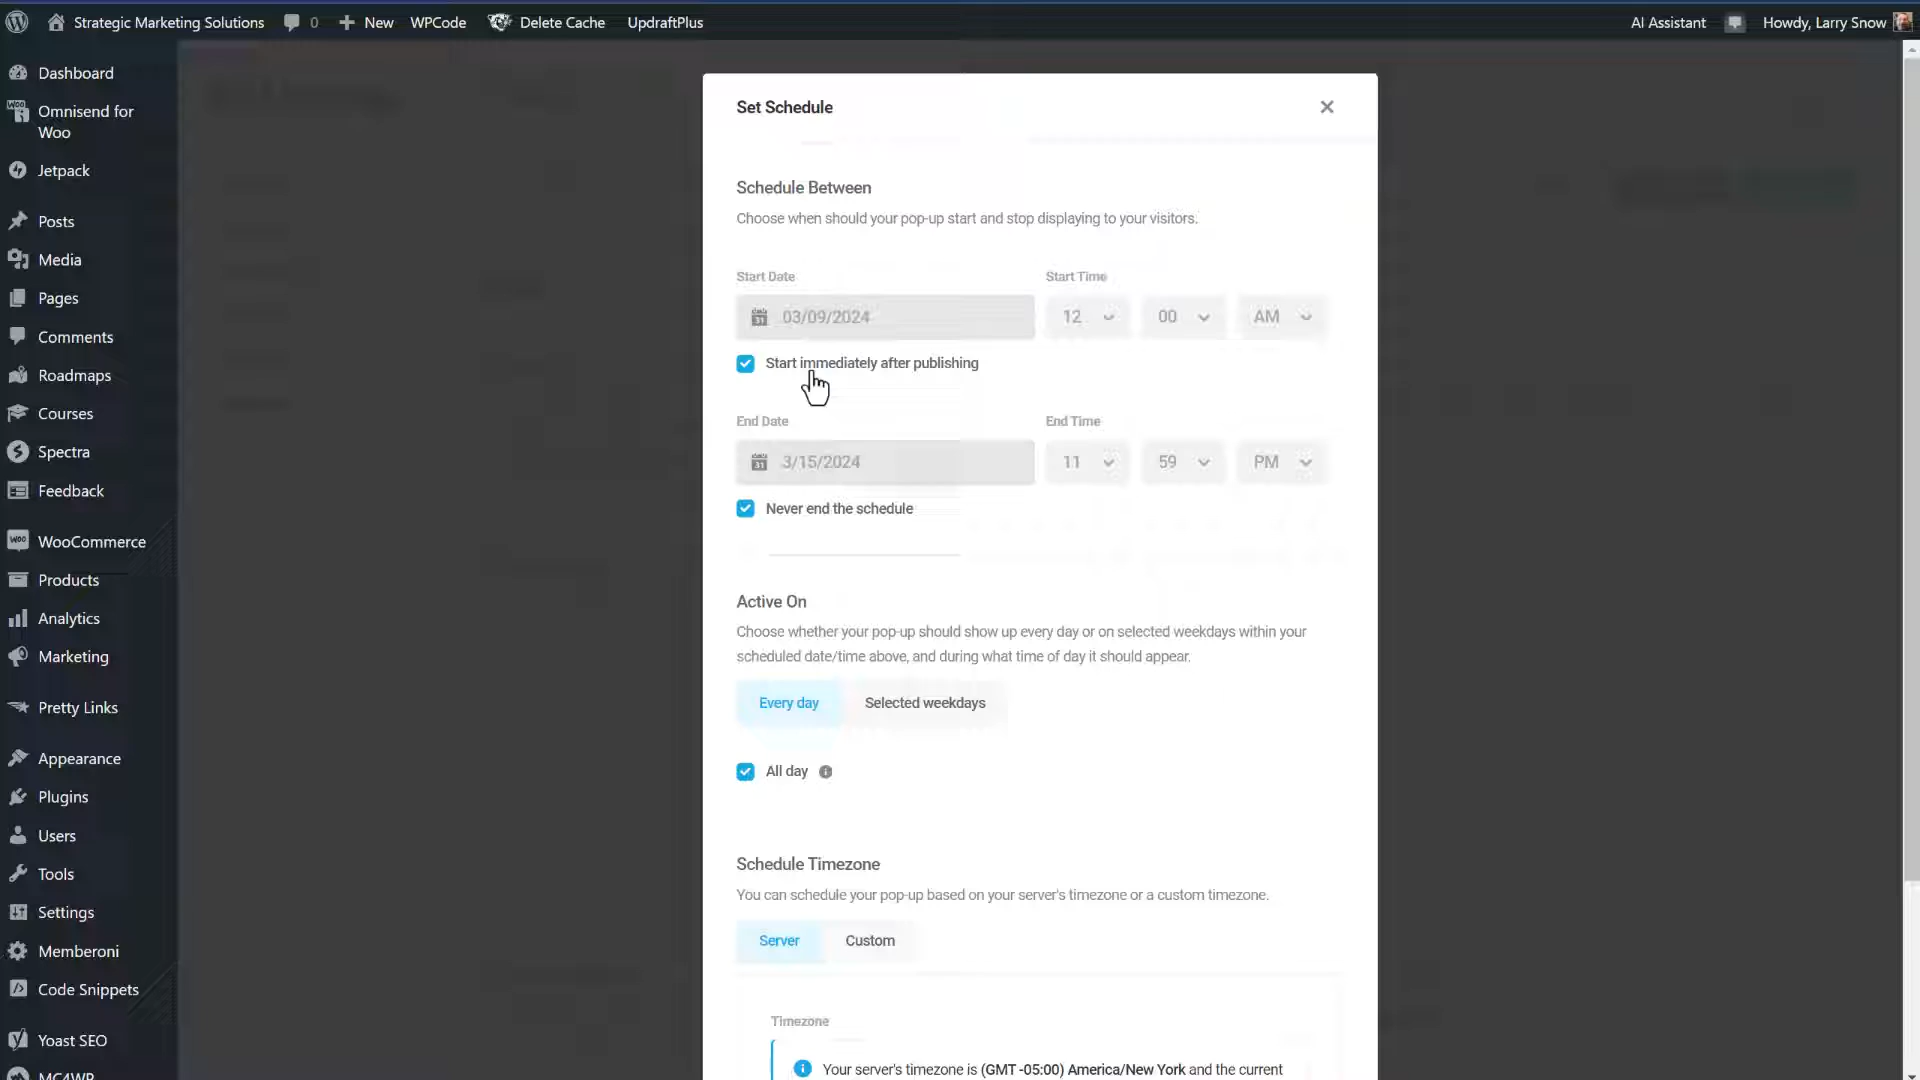 Strategic Marketing Solutions 0 New WPCode Delete Cache UpdraftPlus AI Assistant Howdy, Larry Snow
Dashboard
Omnisend for
Woo
Jetpack
Posts
Media
Pages
Comments
Roadmaps
Courses
Spectra
Feedback
WooCommerce
Products
Analytics
Marketing
Pretty Links
Appearance
Plugins
Users
Tools
Settings
Memberoni
Code Snippets
Yoast SEO
MC4WP
Set Schedule
Schedule Between
Choose when should your pop-up start and stop displaying to your visitors.
Start Date Start Time
03/09/2024 12 00 AM
Start immediately after publishing
End Date End Time
3/15/2024 11 59 PM
Never end the schedule
Active On
Choose whether your pop-up should show up every day or on selected weekdays within your
scheduled date/time above, and during what time of day it should appear.
Every day Selected weekdays
All day
Schedule Timezone
You can schedule your pop-up based on your server's timezone or a custom timezone.
Server Custom
Timezone
Your server's timezone is (GMT -05:00) America/New York and the current